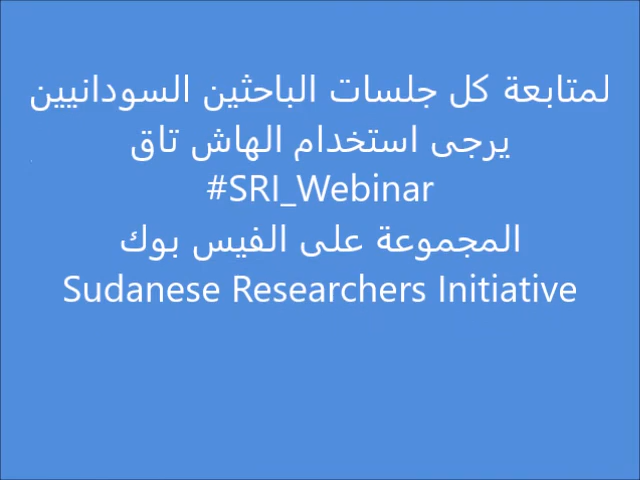 لمتابعة كل جلسات الباحثين السودانيين
يرجى استخدام الهاش تاق
#SRI_Webinar
المجموعة على الفيس بوك
Sudanese Researchers Initiative